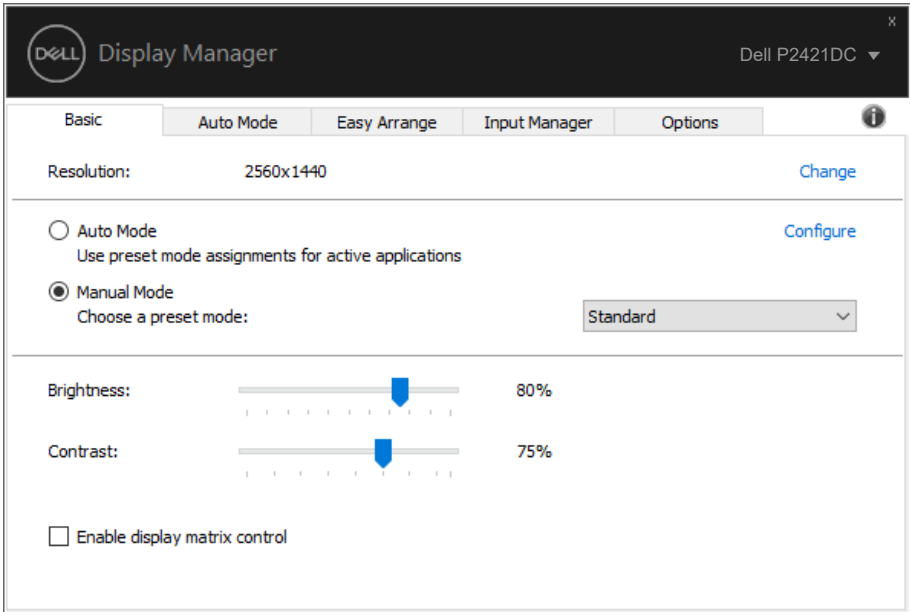 DELL Display Manager
x
Dell P2421DC
Basic
Auto Mode
Easy Arrange
Input Manager
Options
i
Resolution:
2560x1440
Change
Auto Mode
Configure
Use preset mode assignments for active applications
Manual Mode
Choose a preset mode:
Standard
Brightness:
80%
Contrast:
75%
Enable display matrix control